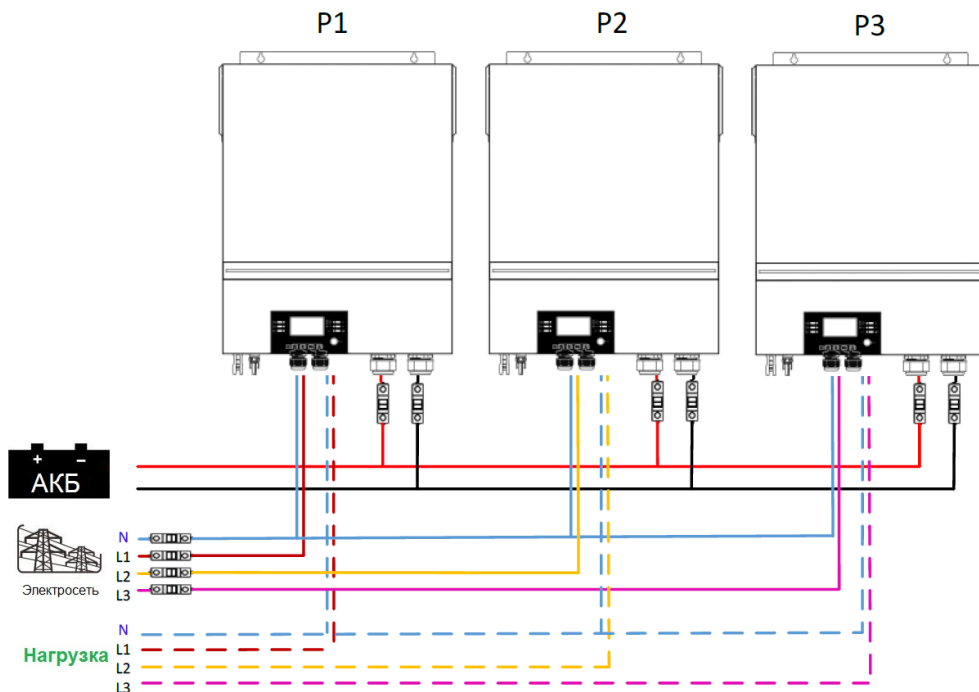 P1
P2
P3
+ –
АКБ
N
L1
L2
L3
Электросеть
N
L1
L2
L3
Нагрузка